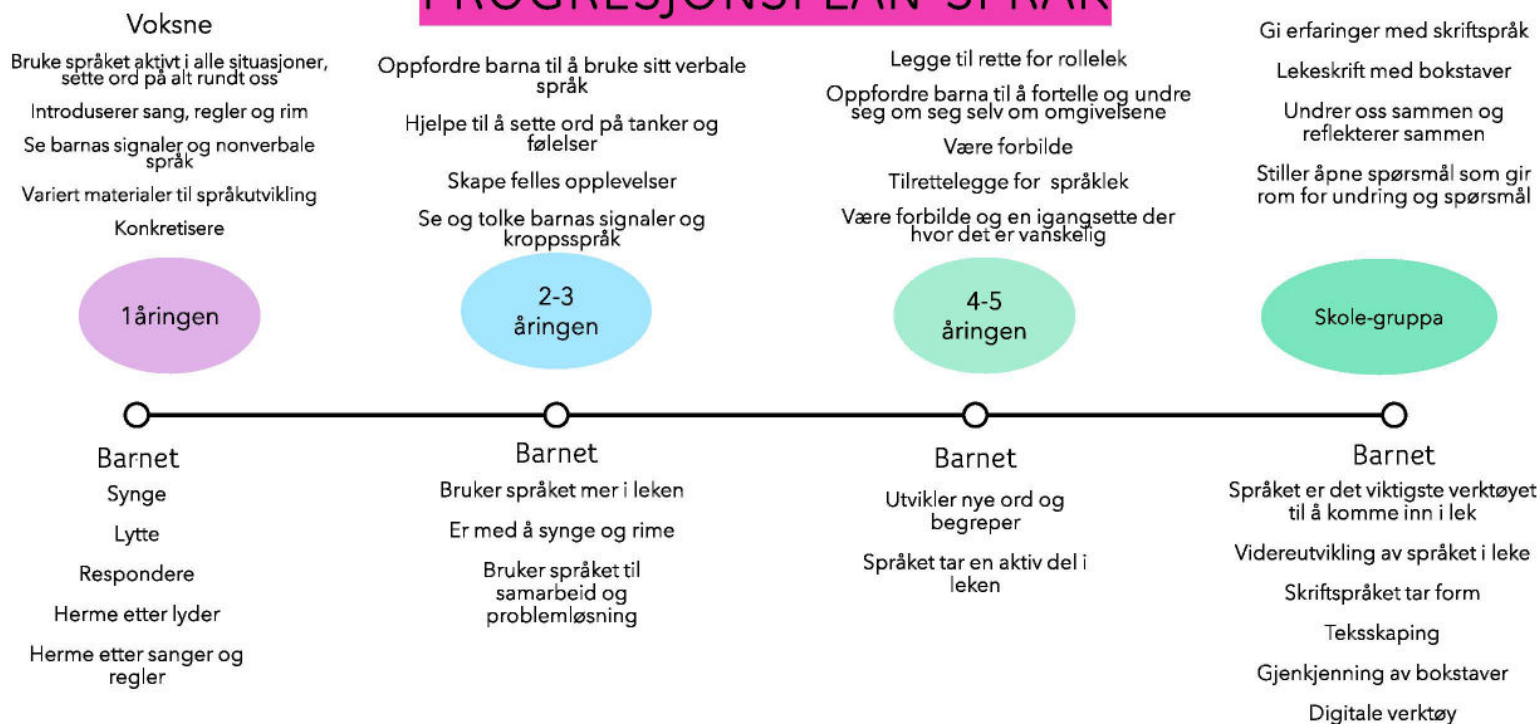 PROGRESJONSPLAN SPRÅK
Voksne
Bruke språket aktivt i alle situasjoner,
sette ord på alt rundt oss
Introduserer sang, regler og rim
Se barnas signaler og nonverbale
språk
Variert materialer til språkutvikling
Konkretisere
Oppfordre barna til å bruke sitt verbale
språk
Hjelpe til å sette ord på tanker og
følelser
Skape felles opplevelser
Se og tolke barnas signaler og
kroppsspråk
Legge til rette for rollelek
Oppfordre barna til å fortelle og undre
seg om seg selv om omgivelsene
Være forbilde
Tilrettelegge for språklek
Være forbilde og en igangsette der
hvor det er vanskelig
Gi erfaringer med skriftspråk
Lekeskrift med bokstaver
Undrer oss sammen og
reflekterer sammen
Stiller åpne spørsmål som gir
rom for undring og spørsmål
1åringen
2-3
åringen
4-5
åringen
Skole-gruppa
Barnet
Synge
Lytte
Respondere
Herme etter lyder
Herme etter sanger og
regler
Barnet
Bruker språket mer i leken
Er med å synge og rime
Bruker språket til
samarbeid og
problemløsning
Barnet
Utvikler nye ord og
begreper
Språket tar en aktiv del i
leken
Barnet
Språket er det viktigste verktøyet
til å komme inn i lek
Videreutvikling av språket i leke
Skriftspråket tar form
Teksskaping
Gjenkjenning av bokstaver
Digitale verktøy